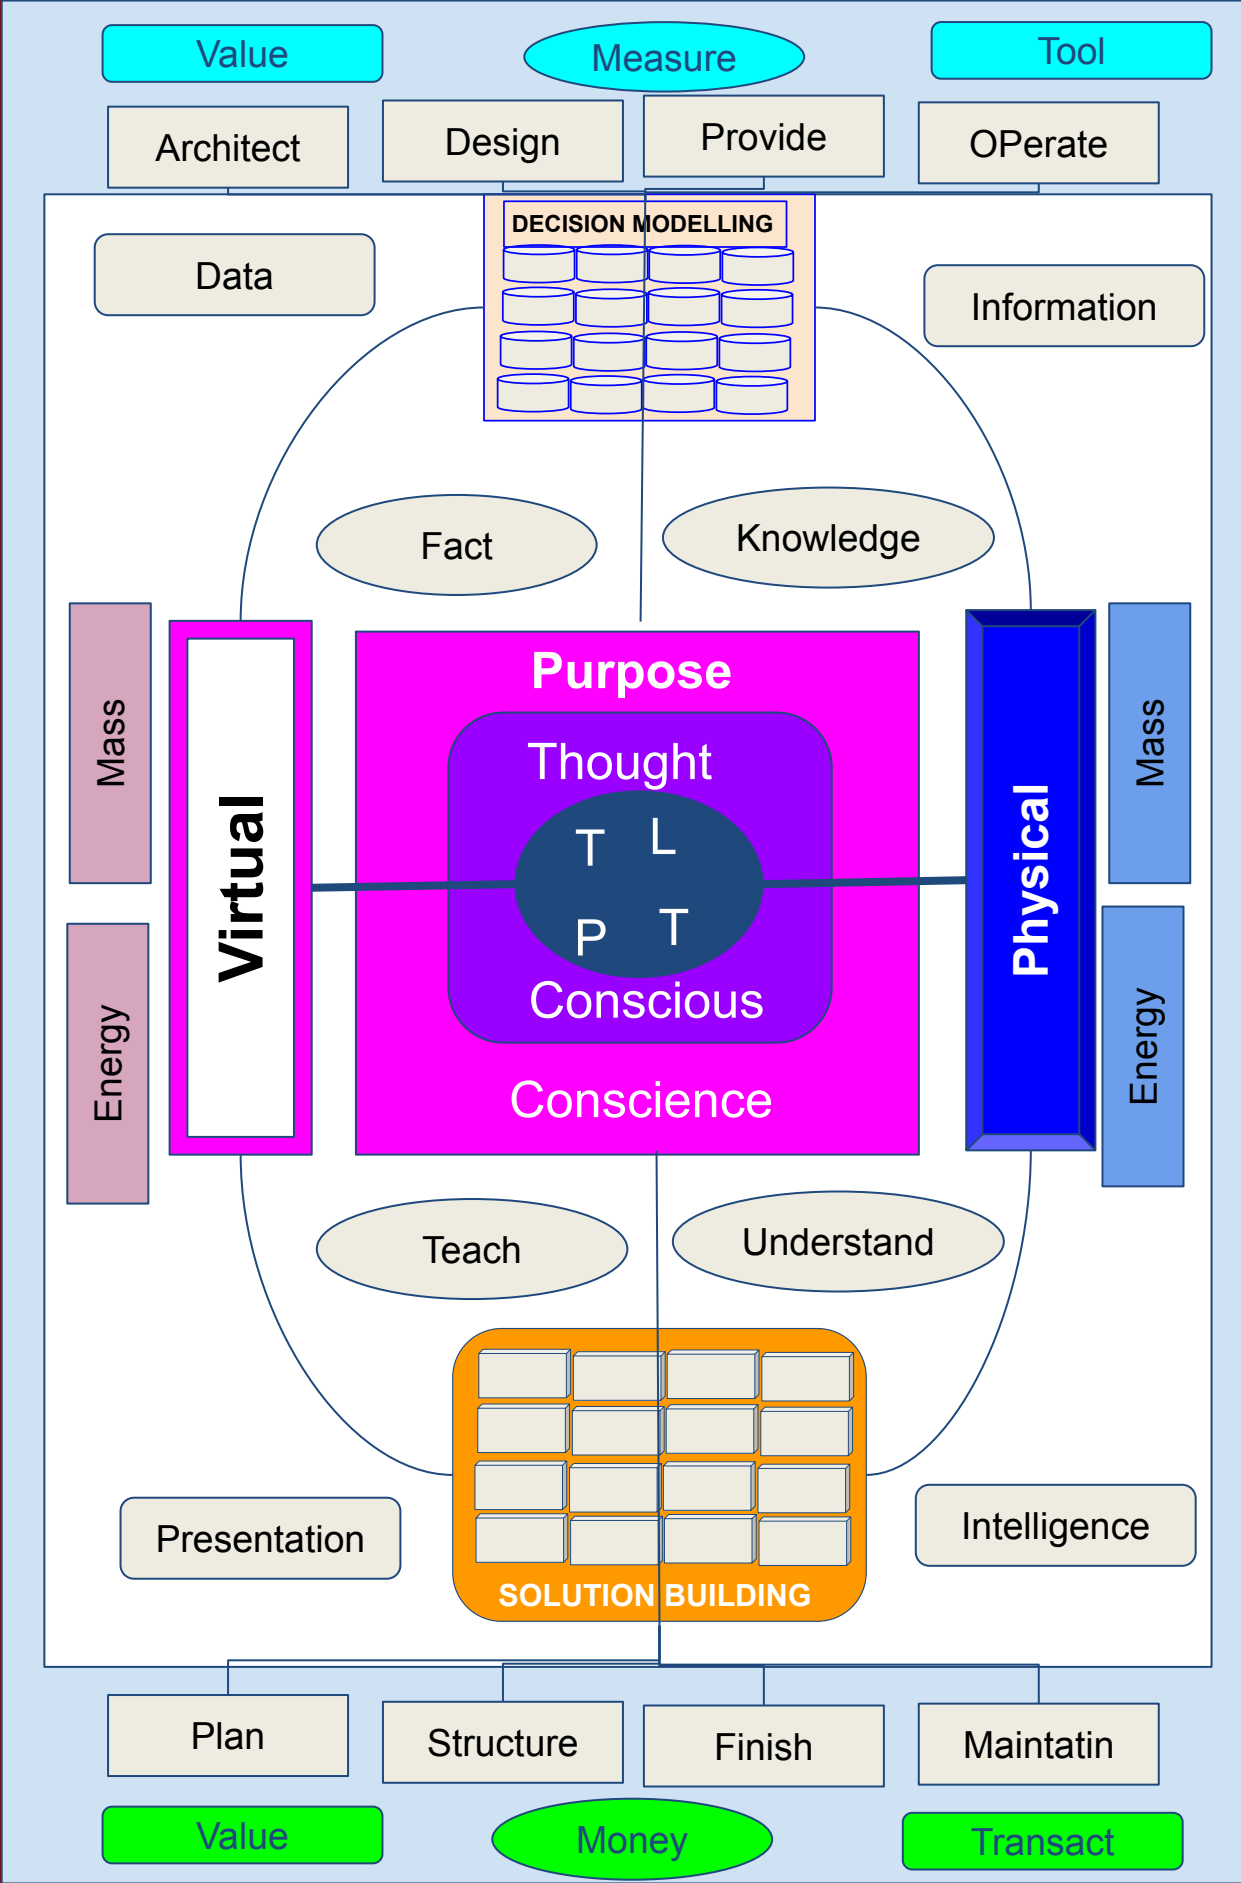 Value
Measure
Tool
Architect
Design
Provide
OPerate
DECISION MODELLING
Data
Information
Fact
Knowledge
Mass
Energy
Virtual
Purpose
Thought
T L
P T
Conscious
Conscience
Physical
Mass
Energy
Teach
Understand
Presentation
Intelligence
SOLUTION BUILDING
Plan
Structure
Finish
Maintatin
Value
Money
Transact